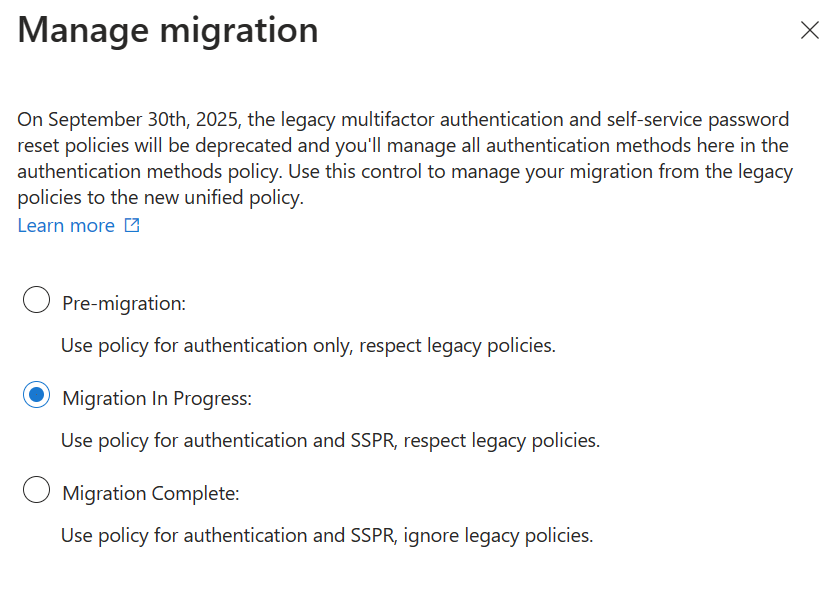 Manage migration
On September 30th, 2025, the legacy multifactor authentication and self-service password
reset policies will be deprecated and you'll manage all authentication methods here in the
authentication methods policy. Use this control to manage your migration from the legacy
policies to the new unified policy.
Learn more
Pre-migration:
Use policy for authentication only, respect legacy policies.
Migration In Progress:
Use policy for authentication and SSPR, respect legacy policies.
Migration Complete:
Use policy for authentication and SSPR, ignore legacy policies.